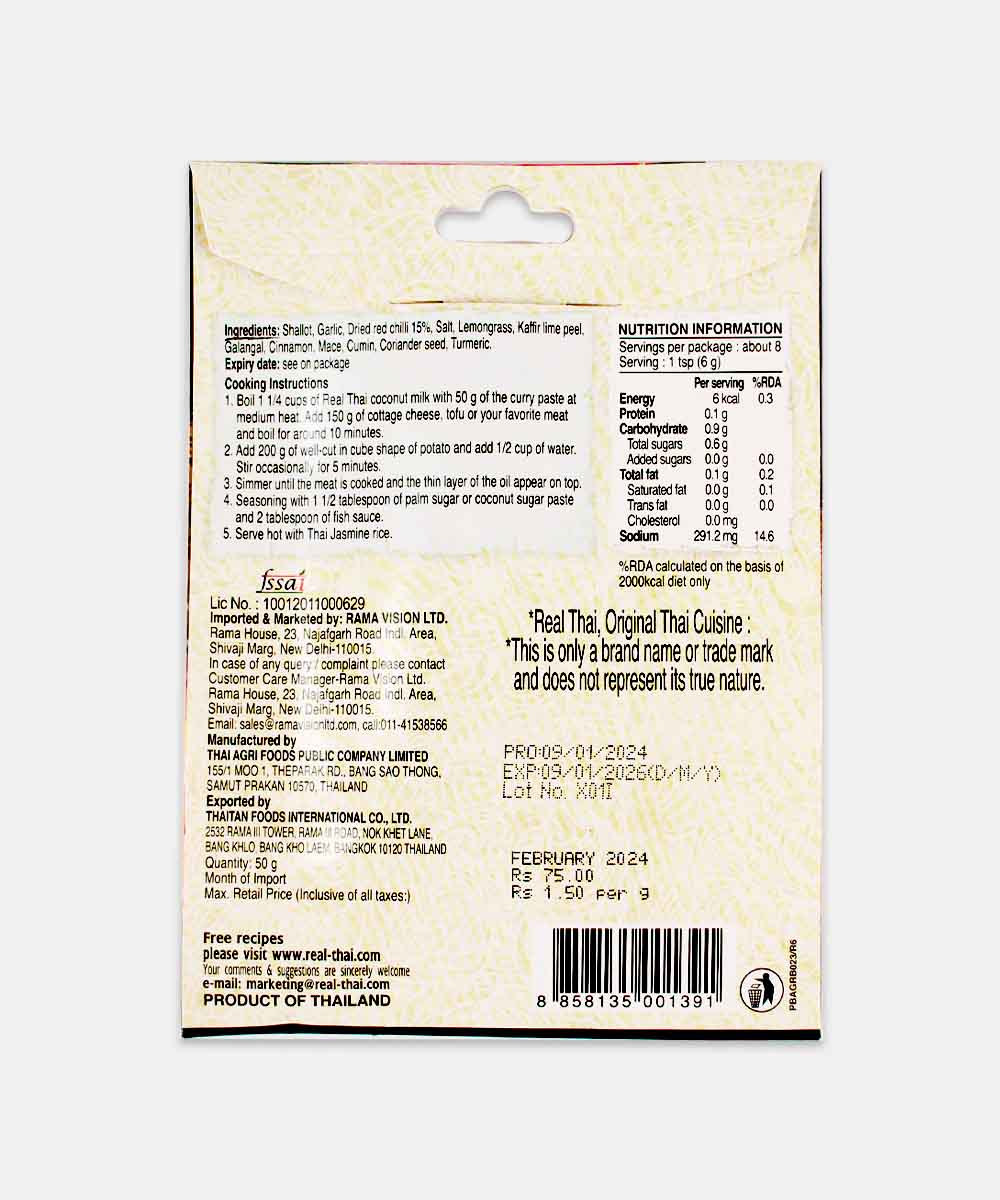 Ingredients: Shallot, Garlic, Dried red chilli 15%, Salt, Lemongrass, Kaffir lime peel,
Galangal, Cinnamon, Mace, Cumin, Coriander seed, Turmeric.
Expiry date: see on package
Cooking Instructions
1. Boil 1 1/4 cups of Real Thai coconut milk with 50 g of the curry paste at
medium heat. Add 150 g of cottage cheese, tofu or your favorite meat
and boil for around 10 minutes.
2. Add 200 g of well-cut in cube shape of potato and add 1/2 cup of water.
Stir occasionally for 5 minutes.
3. Simmer until the meat is cooked and the thin layer of the oil appear on top.
4. Seasoning with 1 1/2 tablespoon of palm sugar or coconut sugar paste
and 2 tablespoon of fish sauce.
5. Serve hot with Thai Jasmine rice.
NUTRITION INFORMATION
Servings per package : about 8
Serving : 1 tsp (6 g)
Per serving %RDA
Energy 6 kcal 0.3
Protein 0.1 g
Carbohydrate 0.9 g
Total sugars 0.6 g
Added sugars 0.0 g 0.0
Total fat 0.1 g 0.2
Saturated fat 0.0 g 0.1
Trans fat 0.0 g 0.0
Cholesterol 0.0 mg
Sodium 291.2 mg 14.6
%RDA calculated on the basis of
2000kcal diet only
fssai
Lic No. : 10012011000629
Imported & Marketed by: RAMA VISION LTD.
Rama House, 23, Najafgarh Road Indl. Area,
Shivaji Marg, New Delhi-110015.
In case of any query / complaint please contact
Customer Care Manager-Rama Vision Ltd.
Rama House, 23, Najafgarh Road Indl. Area,
Shivaji Marg, New Delhi-110015.
Email: sales@ramavisionltd.com, call:011-41538566
Manufactured by
THAI AGRI FOODS PUBLIC COMPANY LIMITED
155/1 MOO 1, THEPARAK RD., BANG SAO THONG,
SAMUT PRAKAN 10570, THAILAND
Exported by
THAITAN FOODS INTERNATIONAL CO., LTD.
2532 RAMA III TOWER, RAMA III ROAD, NOK KHET LANE,
BANG KHLO, BANG KHO LAEM, BANGKOK 10120 THAILAND
Quantity: 50 g
Month of Import
Max. Retail Price (Inclusive of all taxes:)
*Real Thai, Original Thai Cuisine :
*This is only a brand name or trade mark
and does not represent its true nature.
PRO:09/01/2024
EXP:09/01/2026(D/M/Y)
Lot No. X01I
FEBRUARY 2024
Rs 75.00
Rs 1.50 per g
Free recipes
please visit www.real-thai.com
Your comments & suggestions are sincerely welcome
e-mail: marketing@real-thai.com
PRODUCT OF THAILAND
8 858135 001391
PBAGRB023/R6